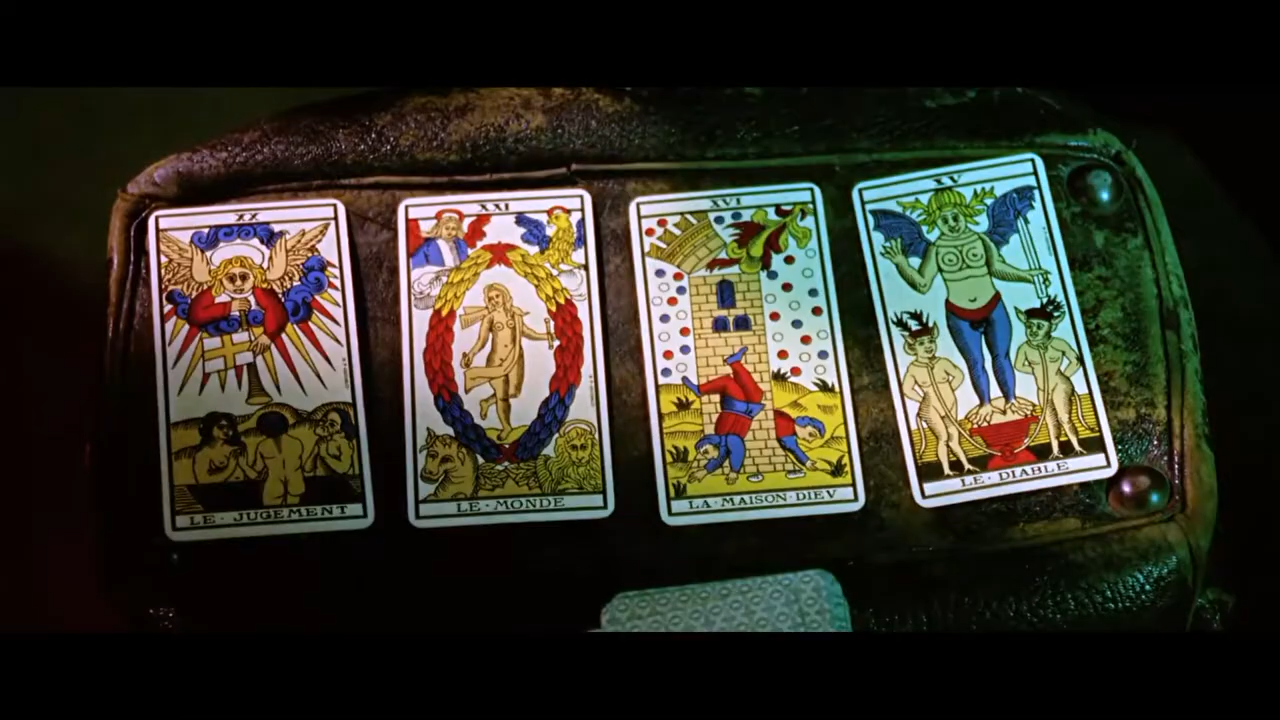 XX
LE · JUGEMENT
XXI
LE · MONDE
XVI
LA · MAISON · DIEV
XV
LE · DIABLE